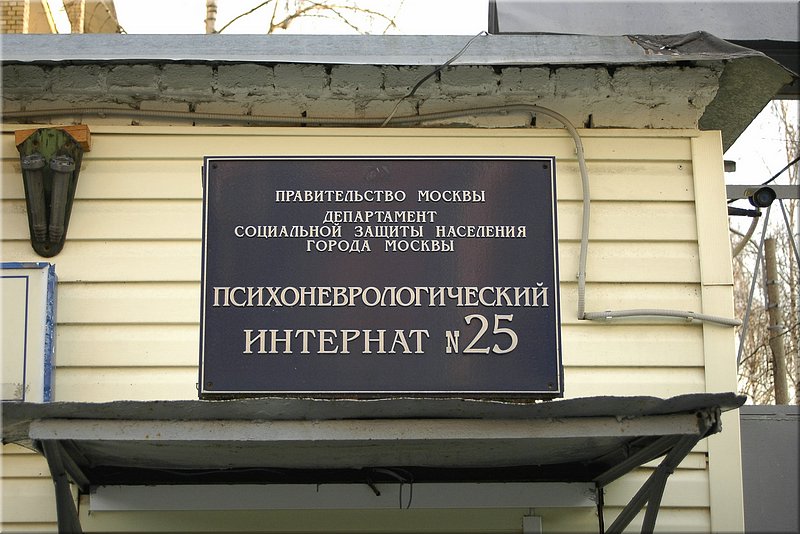 ПРАВИТЕЛЬСТВО МОСКВЫ
ДЕПАРТАМЕНТ
СОЦИАЛЬНОЙ ЗАЩИТЫ НАСЕЛЕНИЯ
ГОРОДА МОСКВЫ
ПСИХОНЕВРОЛОГИЧЕСКИЙ
ИНТЕРНАТ №25